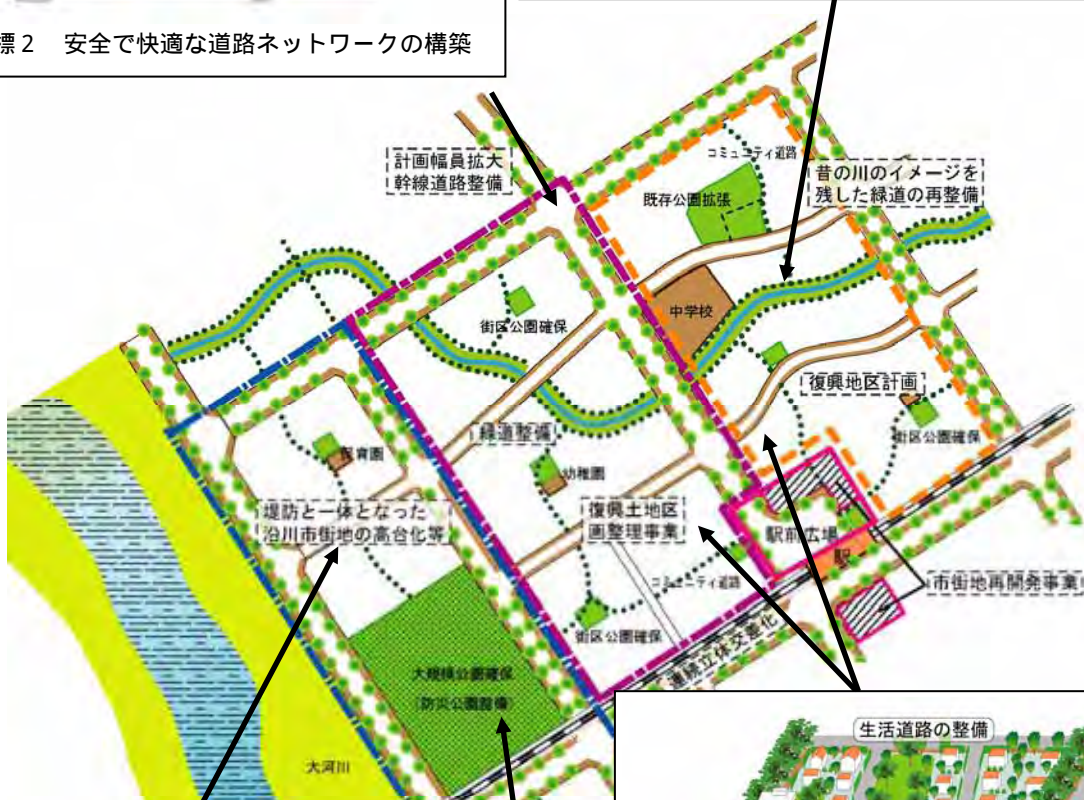 標２　安全で快適な道路ネットワークの構築
計画幅員拡大
幹線道路整備
コミュニティ道路
既存公園拡張
昔の川のイメージを
残した緑道の再整備
中学校
街区公園確保
復興地区計画
街区公園確保
緑道整備
保育園
幼稚園
堤防と一体となった
沿川市街地の高台化等
復興土地区
画整理事業
駅前広場
駅
コミュニティ道路
市街地再開発事業
街区公園確保
連続立体交差化
大規模公園確保
（防災公園整備）
大河川
生活道路の整備